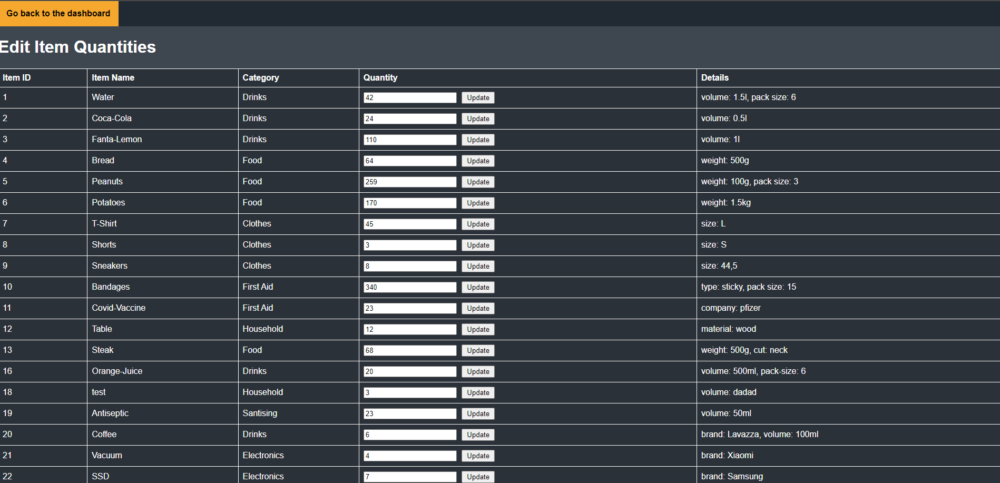 Go back to the dashboard
Edit Item Quantities
Item ID Item Name Category Quantity Details
1 Water Drinks 42 Update volume: 1.5l, pack size: 6
2 Coca-Cola Drinks 24 Update volume: 0.5l
3 Fanta-Lemon Drinks 110 Update volume: 1l
4 Bread Food 64 Update weight: 500g
5 Peanuts Food 259 Update weight: 100g, pack size: 3
6 Potatoes Food 170 Update weight: 1.5kg
7 T-Shirt Clothes 45 Update size: L
8 Shorts Clothes 3 Update size: S
9 Sneakers Clothes 8 Update size: 44,5
10 Bandages First Aid 340 Update type: sticky, pack size: 15
11 Covid-Vaccine First Aid 23 Update company: pfizer
12 Table Household 12 Update material: wood
13 Steak Food 68 Update weight: 500g, cut: neck
16 Orange-Juice Drinks 20 Update volume: 500ml, pack-size: 6
18 test Household 3 Update volume: dadad
19 Antiseptic Santising 23 Update volume: 50ml
20 Coffee Drinks 6 Update brand: Lavazza, volume: 100ml
21 Vacuum Electronics 4 Update brand: Xiaomi
22 SSD Electronics 7 Update brand: Samsung